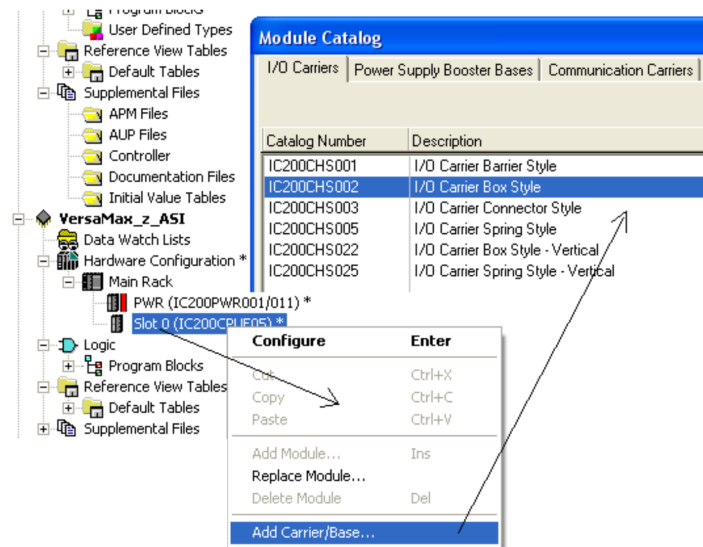 Program Blocks
User Defined Types
Reference View Tables
Default Tables
Supplemental Files
APM Files
AUP Files
Controller
Documentation Files
Initial Value Tables
VersaMax_z_ASI
Data Watch Lists
Hardware Configuration *
Main Rack
PWR (IC200PWR001/011) *
Slot 0 (IC200CPUE05) *
Logic
Program Blocks
Reference View Tables
Default Tables
Supplemental Files
Module Catalog
I/O Carriers Power Supply Booster Bases Communication Carriers
Catalog Number Description
IC200CHS001 I/O Carrier Barrier Style
IC200CHS002 I/O Carrier Box Style
IC200CHS003 I/O Carrier Connector Style
IC200CHS005 I/O Carrier Spring Style
IC200CHS022 I/O Carrier Box Style - Vertical
IC200CHS025 I/O Carrier Spring Style - Vertical
Configure Enter
Cut Ctrl+X
Copy Ctrl+C
Paste Ctrl+V
Add Module... Ins
Replace Module...
Delete Module Del
Add Carrier/Base...